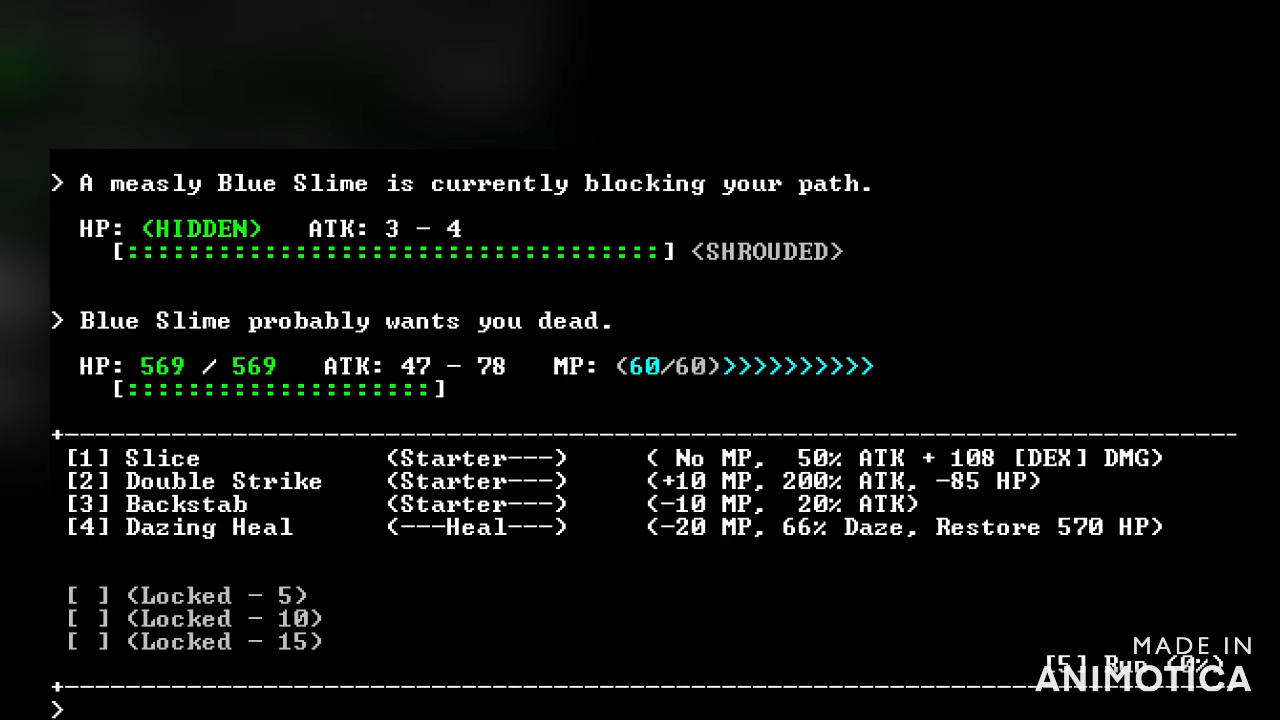 > A measly Blue Slime is currently blocking your path.
HP: (HIDDEN) ATK: 3 - 4
[:::::::::::::::::::::::::::::::::::] <SHROUDED>
> Blue Slime probably wants you dead.
HP: 569 / 569 ATK: 47 - 78 MP: (60/60)>>>>>>>>>>
[::::::::::::::::::::]
[1] Slice (Starter---) ( No MP, 50% ATK + 108 [DEX] DMG)
[2] Double Strike (Starter---) (+10 MP, 200% ATK, -85 HP)
[3] Backstab (Starter---) (-10 MP, 20% ATK)
[4] Dazing Heal (---Heal---) (-20 MP, 66% Daze, Restore 570 HP)
[ ] (Locked - 5)
[ ] (Locked - 10)
[ ] (Locked - 15)
[5] Run (0%)
MADE IN
ANIMOTICA
>